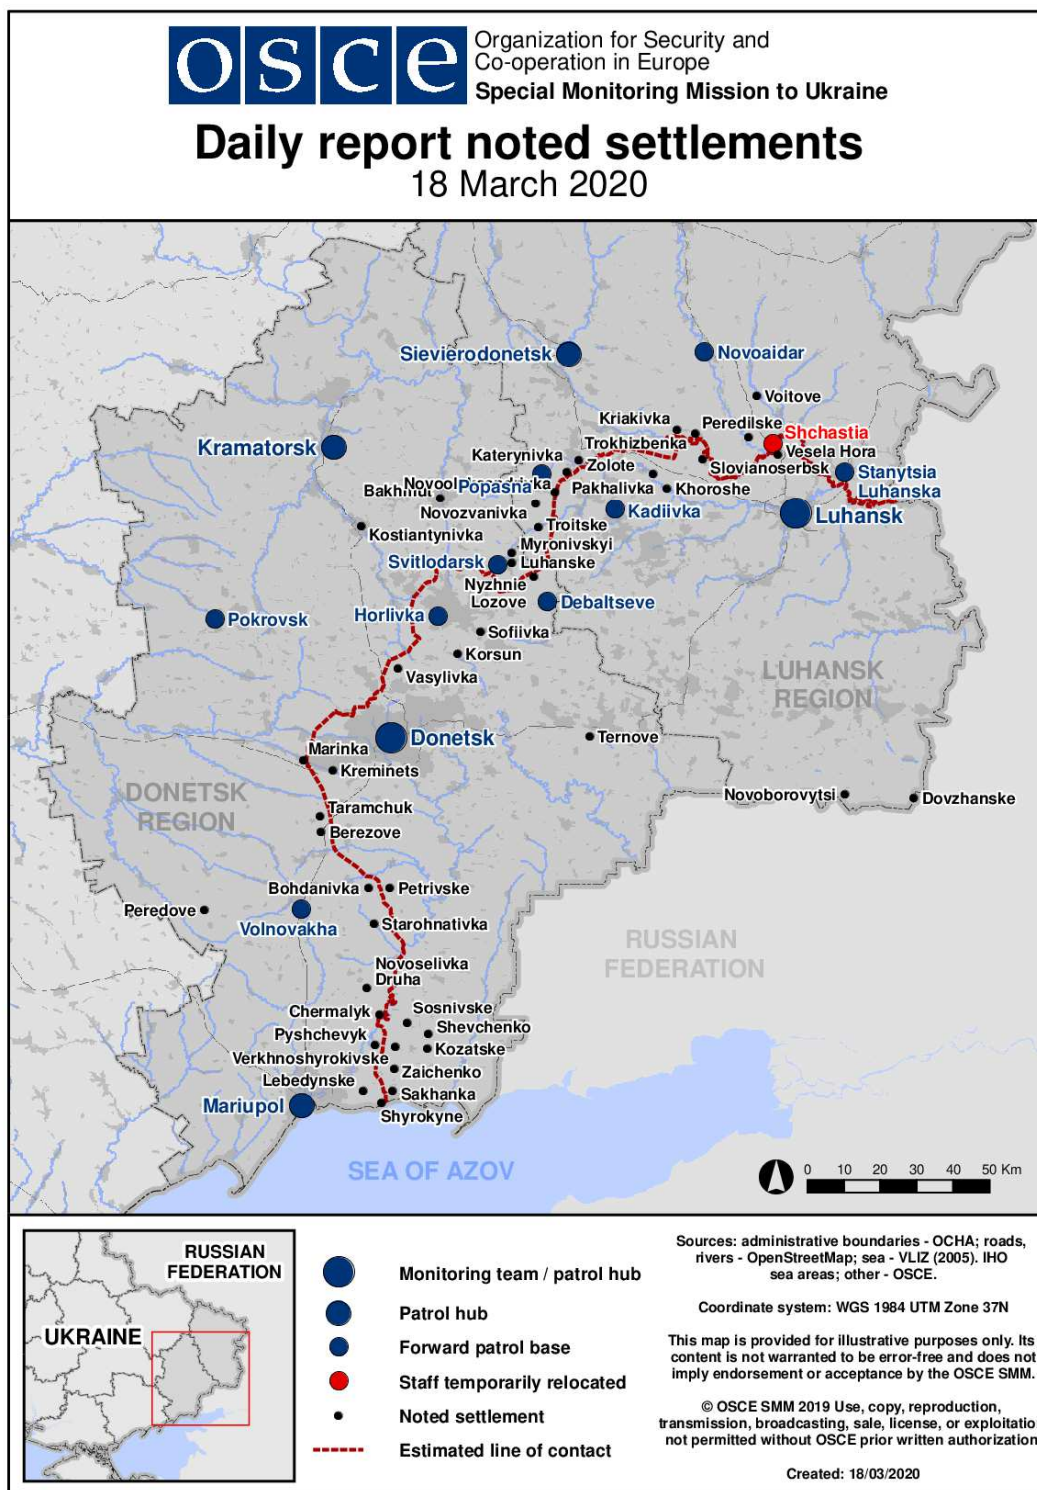 osce
Organization for Security and
Co-operation in Europe
Special Monitoring Mission to Ukraine
Daily report noted settlements
18 March 2020
Sievierodonetsk
Novoaidar
Voitove
Kriakivka
Peredilske
Shchastia
Kramatorsk
Trokhizbenka
Vesela Hora
Katerynivka
Zolote
Slovianoserbsk
Stanytsia
Luhanska
Popasna
Bakhmut
Pakhalivka
Khoroshe
Novozvanivka
Kadiivka
Luhansk
Kostiantynivka
Troitske
Myronivskyi
Svitlodarsk
Luhanske
Nyzhnie
Lozove
Debaltseve
Pokrovsk
Horlivka
Sofiivka
Korsun
Vasylivka
LUHANSK
REGION
Donetsk
Ternove
Marinka
Kreminets
DONETSK
REGION
Novoborovytsi
Dovzhanske
Taramchuk
Berezove
Bohdanivka
Petrivske
Peredove
Volnovakha
Starohnativka
RUSSIAN
FEDERATION
Novoselivka
Druha
Chermalyk
Sosnivske
Shevchenko
Pyshchevyk
Kozatske
Verkhnoshyrokivske
Zaichenko
Lebedynske
Sakhanka
Mariupol
Shyrokyne
SEA OF AZOV
0 10 20 30 40 50 Km
RUSSIAN
FEDERATION
UKRAINE
Monitoring team / patrol hub
Patrol hub
Forward patrol base
Staff temporarily relocated
Noted settlement
Estimated line of contact
Sources: administrative boundaries - OCHA; roads,
rivers - OpenStreetMap; sea - VLIZ (2005). IHO
sea areas; other - OSCE.
Coordinate system: WGS 1984 UTM Zone 37N
This map is provided for illustrative purposes only. Its
content is not warranted to be error-free and does not
imply endorsement or acceptance by the OSCE SMM.
© OSCE SMM 2019 Use, copy, reproduction,
transmission, broadcasting, sale, license, or exploitatio
not permitted without OSCE prior written authorization
Created: 18/03/2020